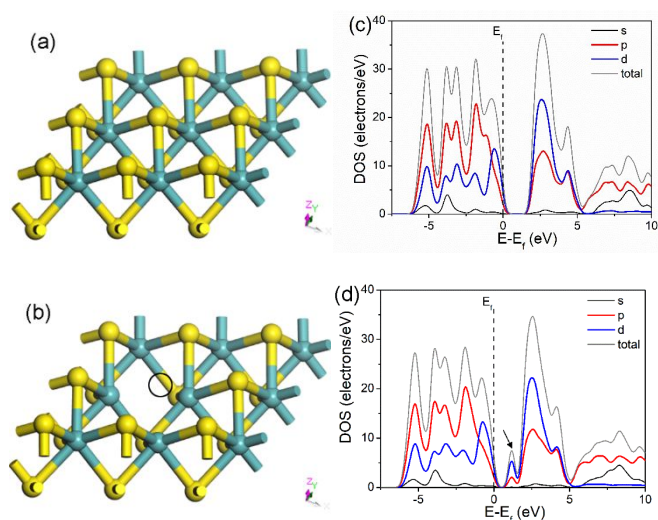 (a)
Z Y
X
(c)
E_f
s
p
d
total
DOS (electrons/eV)
40
30
20
10
0
-5
0
5
10
E-E_f (eV)
(b)
Z Y
X
(d)
E_f
s
p
d
total
DOS (electrons/eV)
40
30
20
10
0
-5
0
5
10
E-E_f (eV)